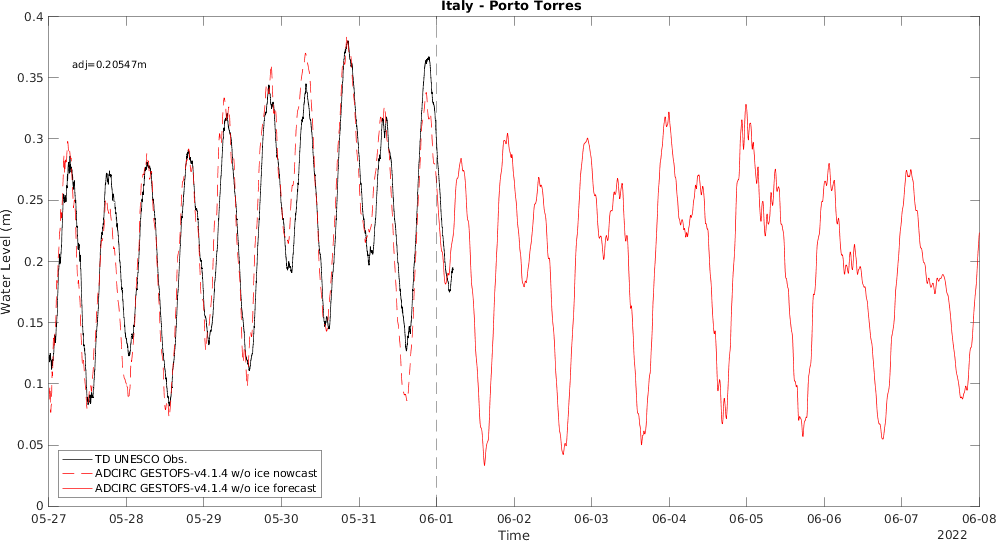 Italy - Porto Torres
adj=0.20547m
Water Level (m)
0.4
0.35
0.3
0.25
0.2
0.15
0.1
0.05
0
TD UNESCO Obs.
ADCIRC GESTOFS-v4.1.4 w/o ice nowcast
ADCIRC GESTOFS-v4.1.4 w/o ice forecast
05-27 05-28 05-29 05-30 05-31 06-01 06-02 06-03 06-04 06-05 06-06 06-07 06-08
Time
2022